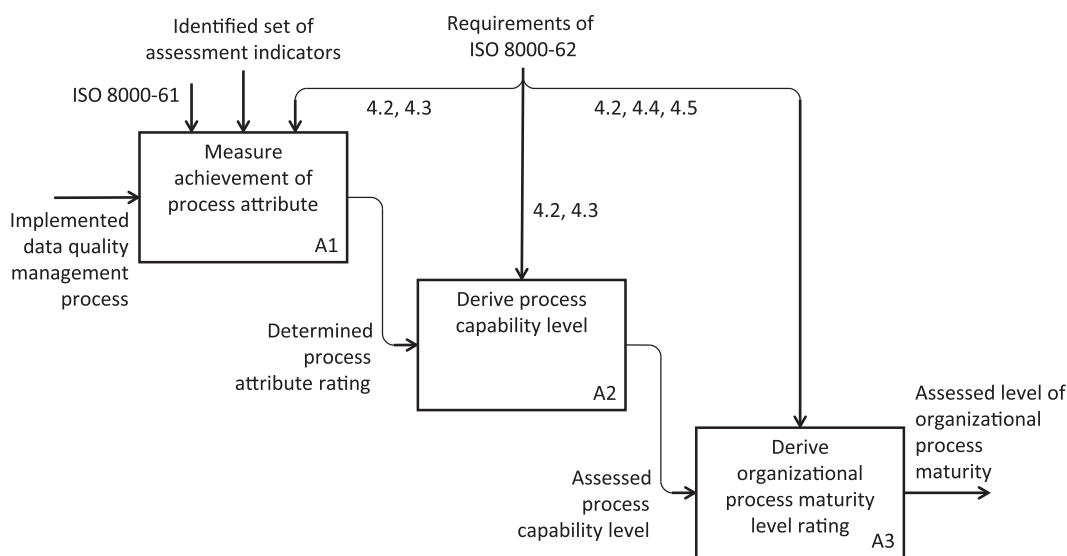 Identified set of
assessment indicators
Requirements of
ISO 8000-62
ISO 8000-61
4.2, 4.3
4.2, 4.4, 4.5
Measure
achievement of
process attribute
A1
Implemented
data quality
management
process
4.2, 4.3
Derive process
capability level
A2
Determined
process
attribute rating
Assessed level of
organizational
process
maturity
Derive
organizational
process maturity
level rating
A3
Assessed
process
capability level